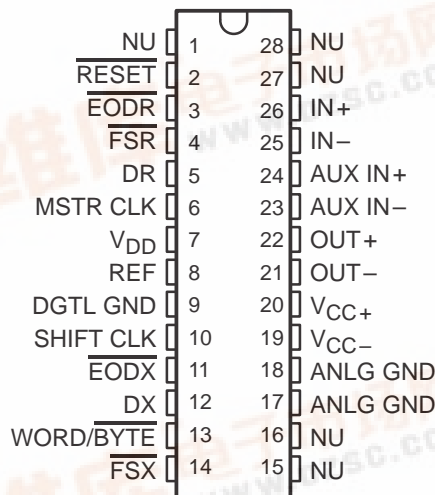 NU 1 28 NU
RESET 2 27 NU
EODR 3 26 IN+
FSR 4 25 IN−
DR 5 24 AUX IN+
MSTR CLK 6 23 AUX IN−
VDD 7 22 OUT+
REF 8 21 OUT−
DGTL GND 9 20 VCC+
SHIFT CLK 10 19 VCC−
EODX 11 18 ANLG GND
DX 12 17 ANLG GND
WORD/BYTE 13 16 NU
FSX 14 15 NU